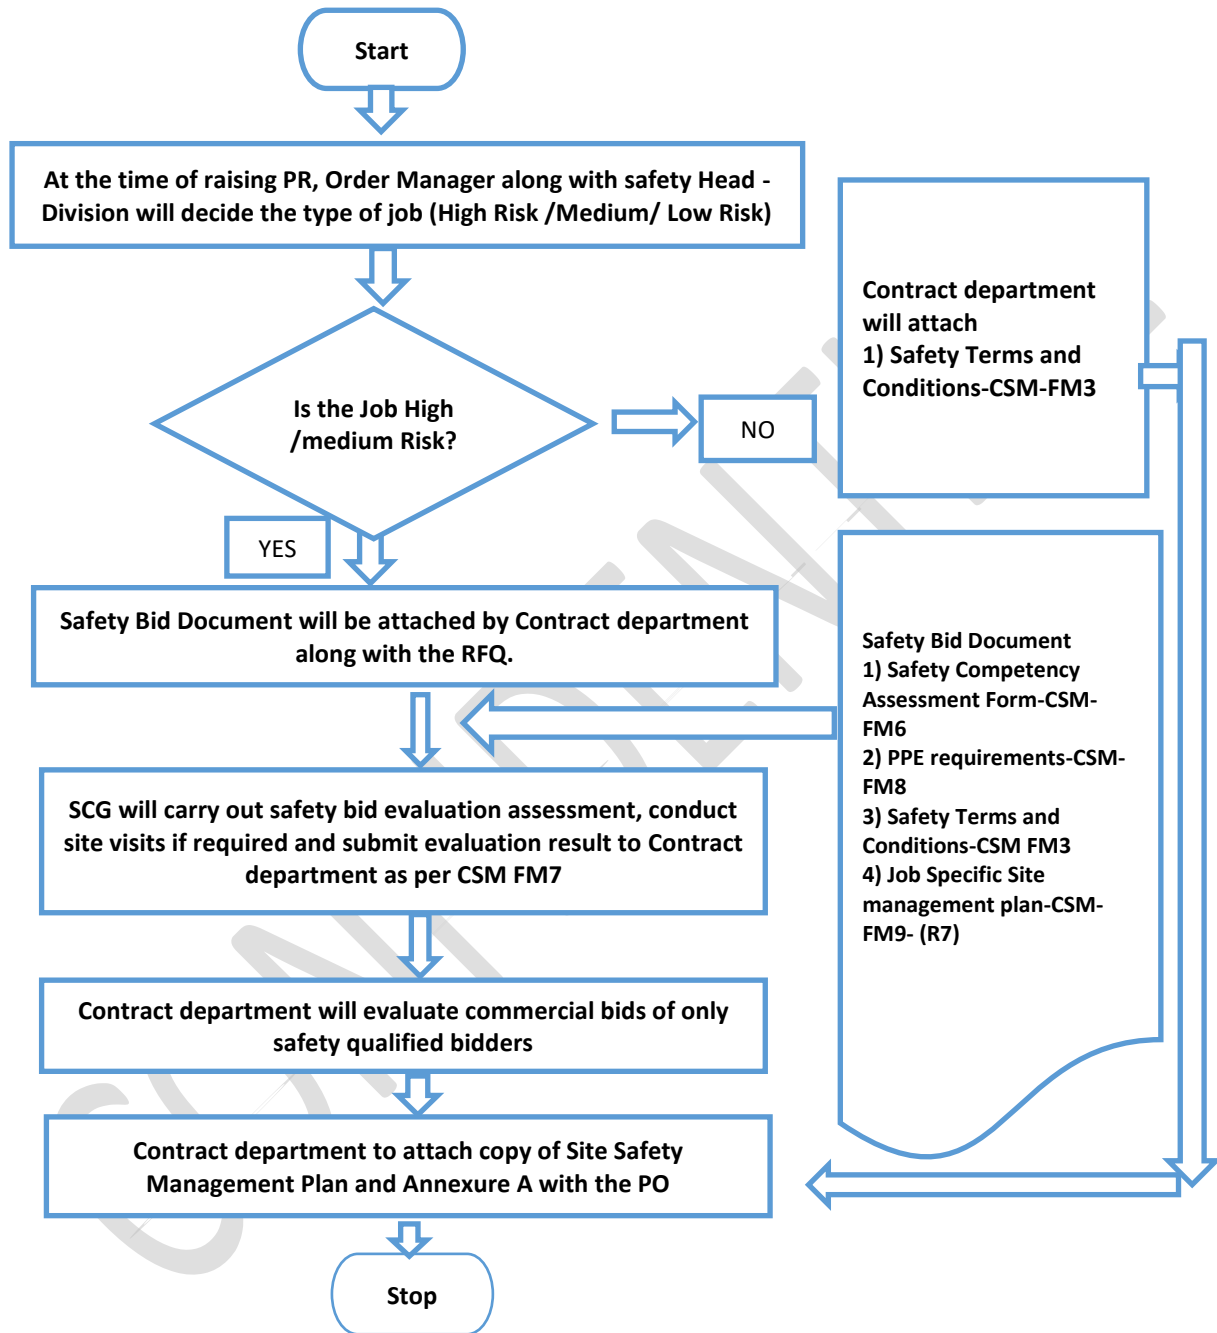 Start
At the time of raising PR, Order Manager along with safety Head -
Division will decide the type of job (High Risk /Medium/ Low Risk)
Is the Job High
/medium Risk?
NO
Contract department
will attach
1) Safety Terms and
Conditions-CSM-FM3
YES
Safety Bid Document will be attached by Contract department
along with the RFQ.
Safety Bid Document
1) Safety Competency
Assessment Form-CSM-
FM6
2) PPE requirements-CSM-
FM8
3) Safety Terms and
Conditions-CSM FM3
4) Job Specific Site
management plan-CSM-
FM9- (R7)
SCG will carry out safety bid evaluation assessment, conduct
site visits if required and submit evaluation result to Contract
department as per CSM FM7
Contract department will evaluate commercial bids of only
safety qualified bidders
Contract department to attach copy of Site Safety
Management Plan and Annexure A with the PO
Stop